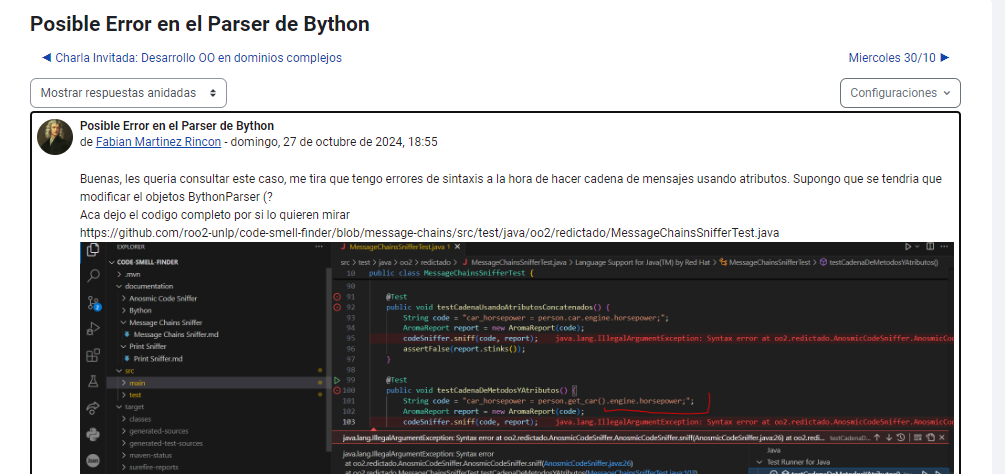 Posible Error en el Parser de Bython
◀ Charla Invitada: Desarrollo OO en dominios complejos
Miercoles 30/10 ▶
Mostrar respuestas anidadas
Configuraciones
Posible Error en el Parser de Bython
de Fabian Martinez Rincon - domingo, 27 de octubre de 2024, 18:55
Buenas, les queria consultar este caso, me tira que tengo errores de sintaxis a la hora de hacer cadena de mensajes usando atributos. Supongo que se tendria que
modificar el objetos BythonParser (?
Aca dejo el codigo completo por si lo quieren mirar
https://github.com/roo2-unlp/code-smell-finder/blob/message-chains/src/test/java/oo2/redictado/MessageChainsSnifferTest.java
EXPLORER
CODE-SMELL-FINDER
.mvn
documentation
Anosmic Code Sniffer
Bython
Message Chains Sniffer
Message Chains Sniffer.md
Print Sniffer
Print Sniffer.md
src
main
test
target
classes
generated-sources
generated-test-sources
maven-status
surefire-reports
MessageChainsSnifferTest.java 1
src > test > java > oo2 > redictado > MessageChainsSnifferTest.java > Language Support for Java(TM) by Red Hat > MessageChainsSnifferTest > testCadenaDeMetodosYAtributos()
10 public class MessageChainsSnifferTest {
90
91 @Test
92 public void testCadenaUsandoAtributosConcatenados() {
93 String code = "car_horsepower = person.car.engine.horsepower;";
94 AromaReport report = new AromaReport(code);
95 codeSniffer.sniff(code, report); java.lang.IllegalArgumentException: Syntax error at oo2.redictado.AnosmicCodeSniffer.AnosmicCo
96 assertFalse(report.stinks());
97 }
98
99 @Test
100 public void testCadenaDeMetodosYAtributos() {
101 String code = "car_horsepower = person.get_car().engine.horsepower;";
102 AromaReport report = new AromaReport(code);
103 codeSniffer.sniff(code, report); java.lang.IllegalArgumentException: Syntax error at oo2.redictado.AnosmicCodeSniffer.AnosmicCo
java.lang.IllegalArgumentException: Syntax error at oo2.redictado.AnosmicCodeSniffer.AnosmicCodeSniffer.sniff(AnosmicCodeSniffer.java:26) at oo2.red...
java.lang.IllegalArgumentException: Syntax error
at oo2.redictado.AnosmicCodeSniffer.AnosmicCodeSniffer.sniff(AnosmicCodeSniffer.java:26)
Java
Test Runner for Java